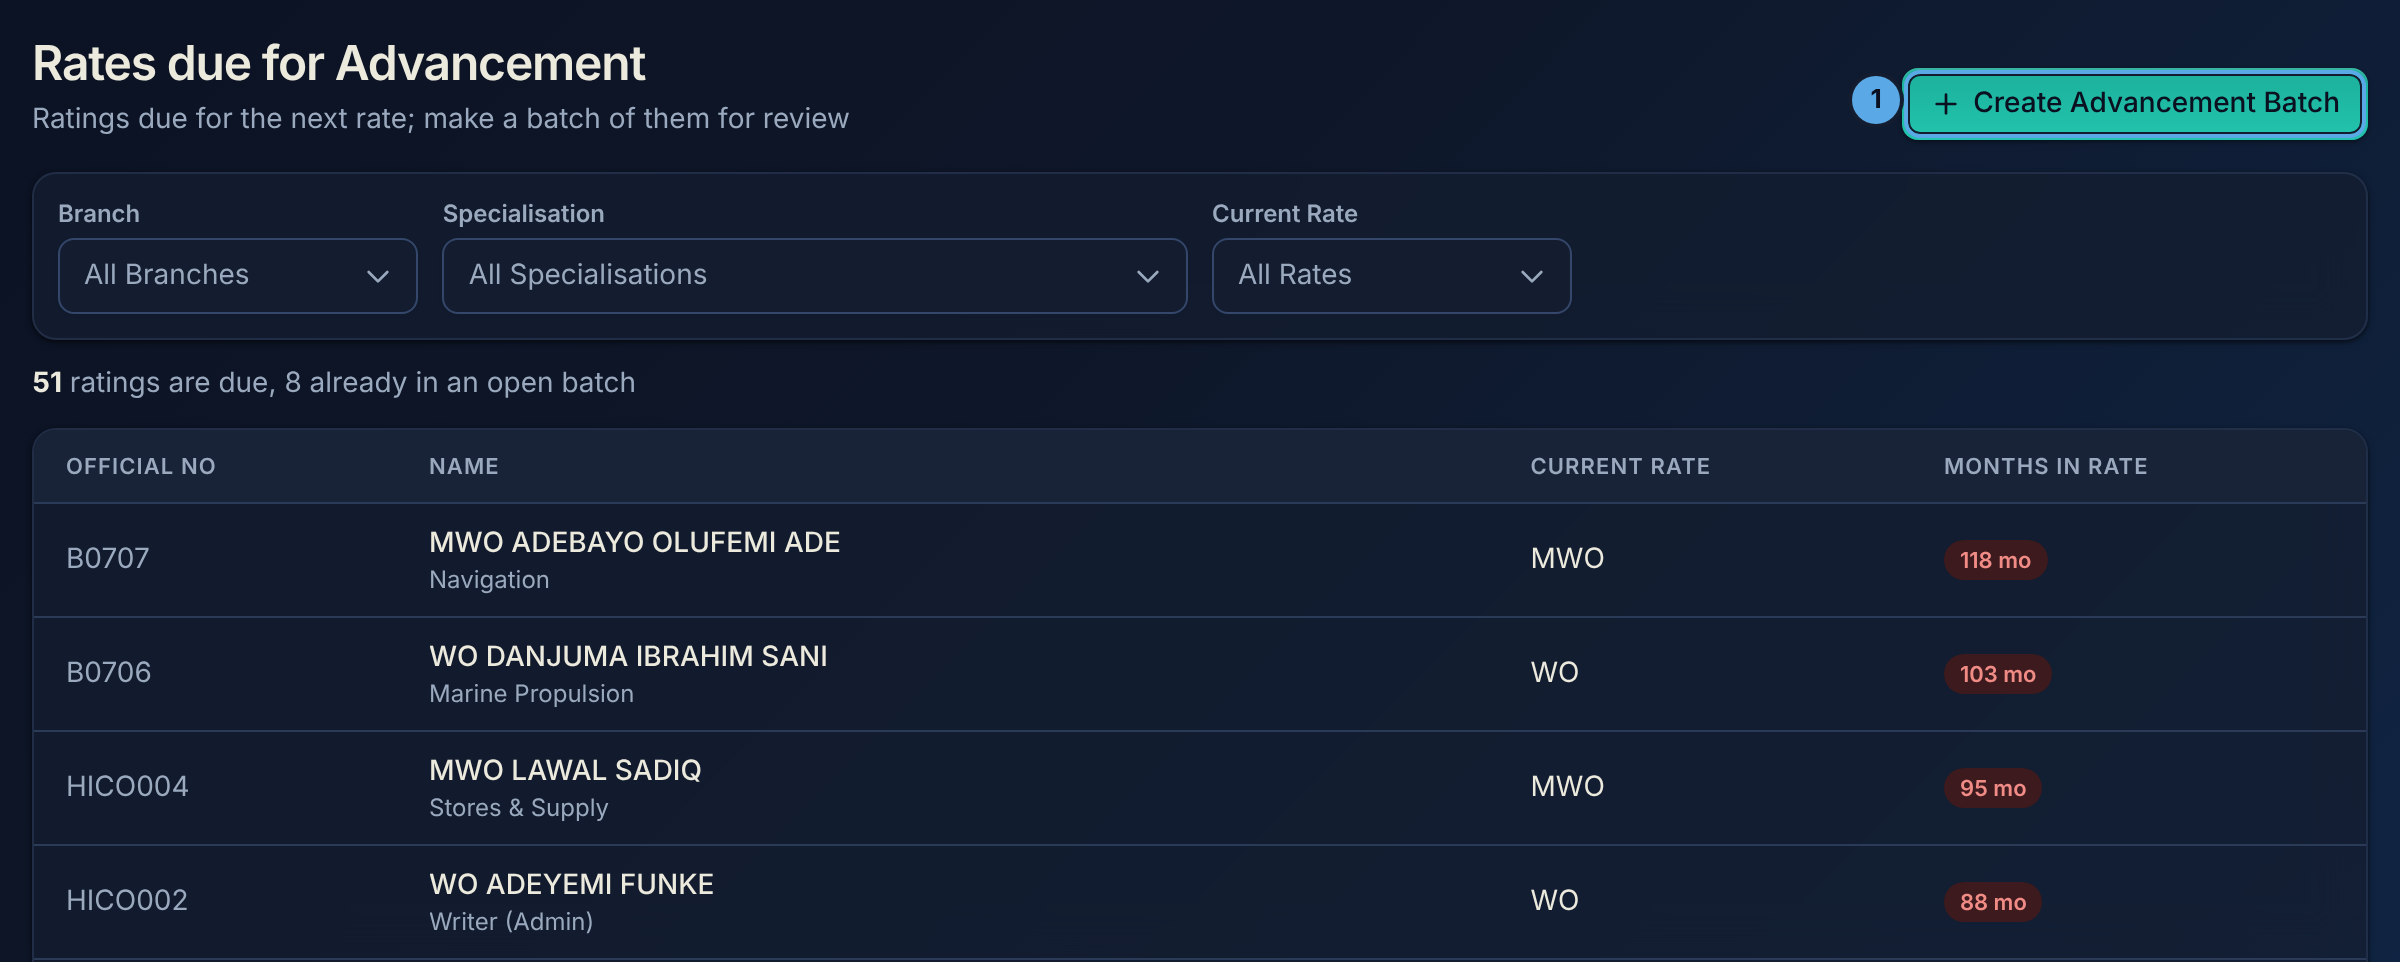 Rates due for Advancement
Ratings due for the next rate; make a batch of them for review
1
+ Create Advancement Batch
Branch
Specialisation
Current Rate
All Branches
All Specialisations
All Rates
51 ratings are due, 8 already in an open batch
OFFICIAL NO
NAME
CURRENT RATE
MONTHS IN RATE
B0707
MWO ADEBAYO OLUFEMI ADE
Navigation
MWO
118 mo
B0706
WO DANJUMA IBRAHIM SANI
Marine Propulsion
WO
103 mo
HICO004
MWO LAWAL SADIQ
Stores & Supply
MWO
95 mo
HICO002
WO ADEYEMI FUNKE
Writer (Admin)
WO
88 mo